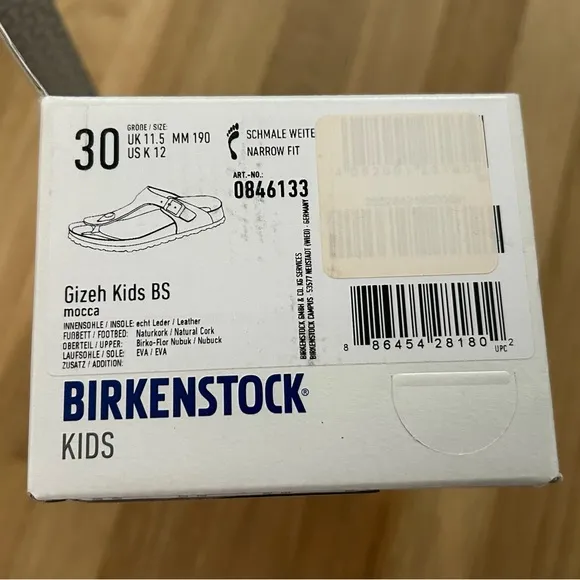 30
GRÖßE / SIZE:
UK 11.5 MM 190
US K 12
SCHMALE WEITE
NARROW FIT
ART.-NO.:
0846133
Gizeh Kids BS
mocca
INNENSOHLE / INSOLE: echt Leder / Leather
FUßBETT / FOOTBED: Naturkork / Natural Cork
OBERTEIL / UPPER: Birko-Flor Nubuk / Nubuck
LAUFSOHLE / SOLE: EVA / EVA
ZUSATZ / ADDITION:
BIRKENSTOCK GMBH & CO. KG SERVICES
BIRKENSTOCK CAMPUS, 53577 NEUSTADT (WIED) - GERMANY
8 86454 28180 2
UPC
BIRKENSTOCK®
KIDS